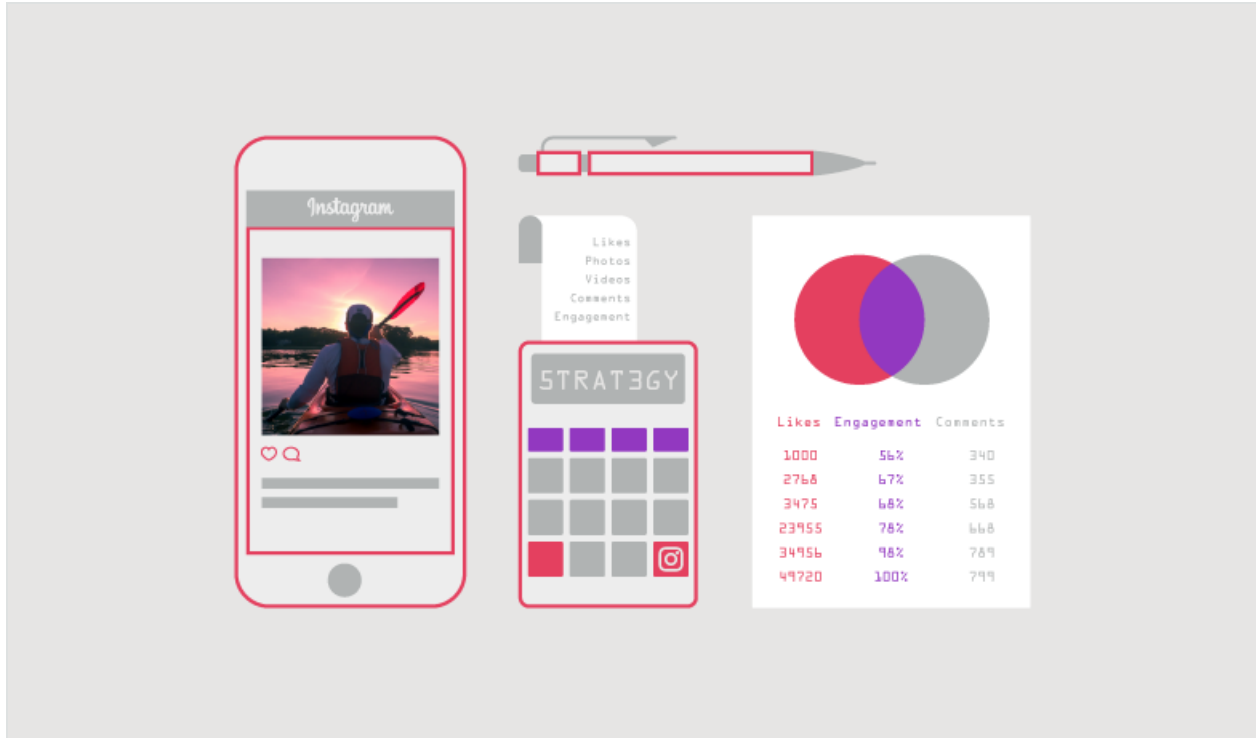 Instagram
Likes
Photos
Videos
Comments
Engagement
5TRAT3GY
Likes Engagement Comments
1000 56% 340
2768 67% 355
3475 68% 568
23955 78% 668
34956 98% 789
49720 100% 799